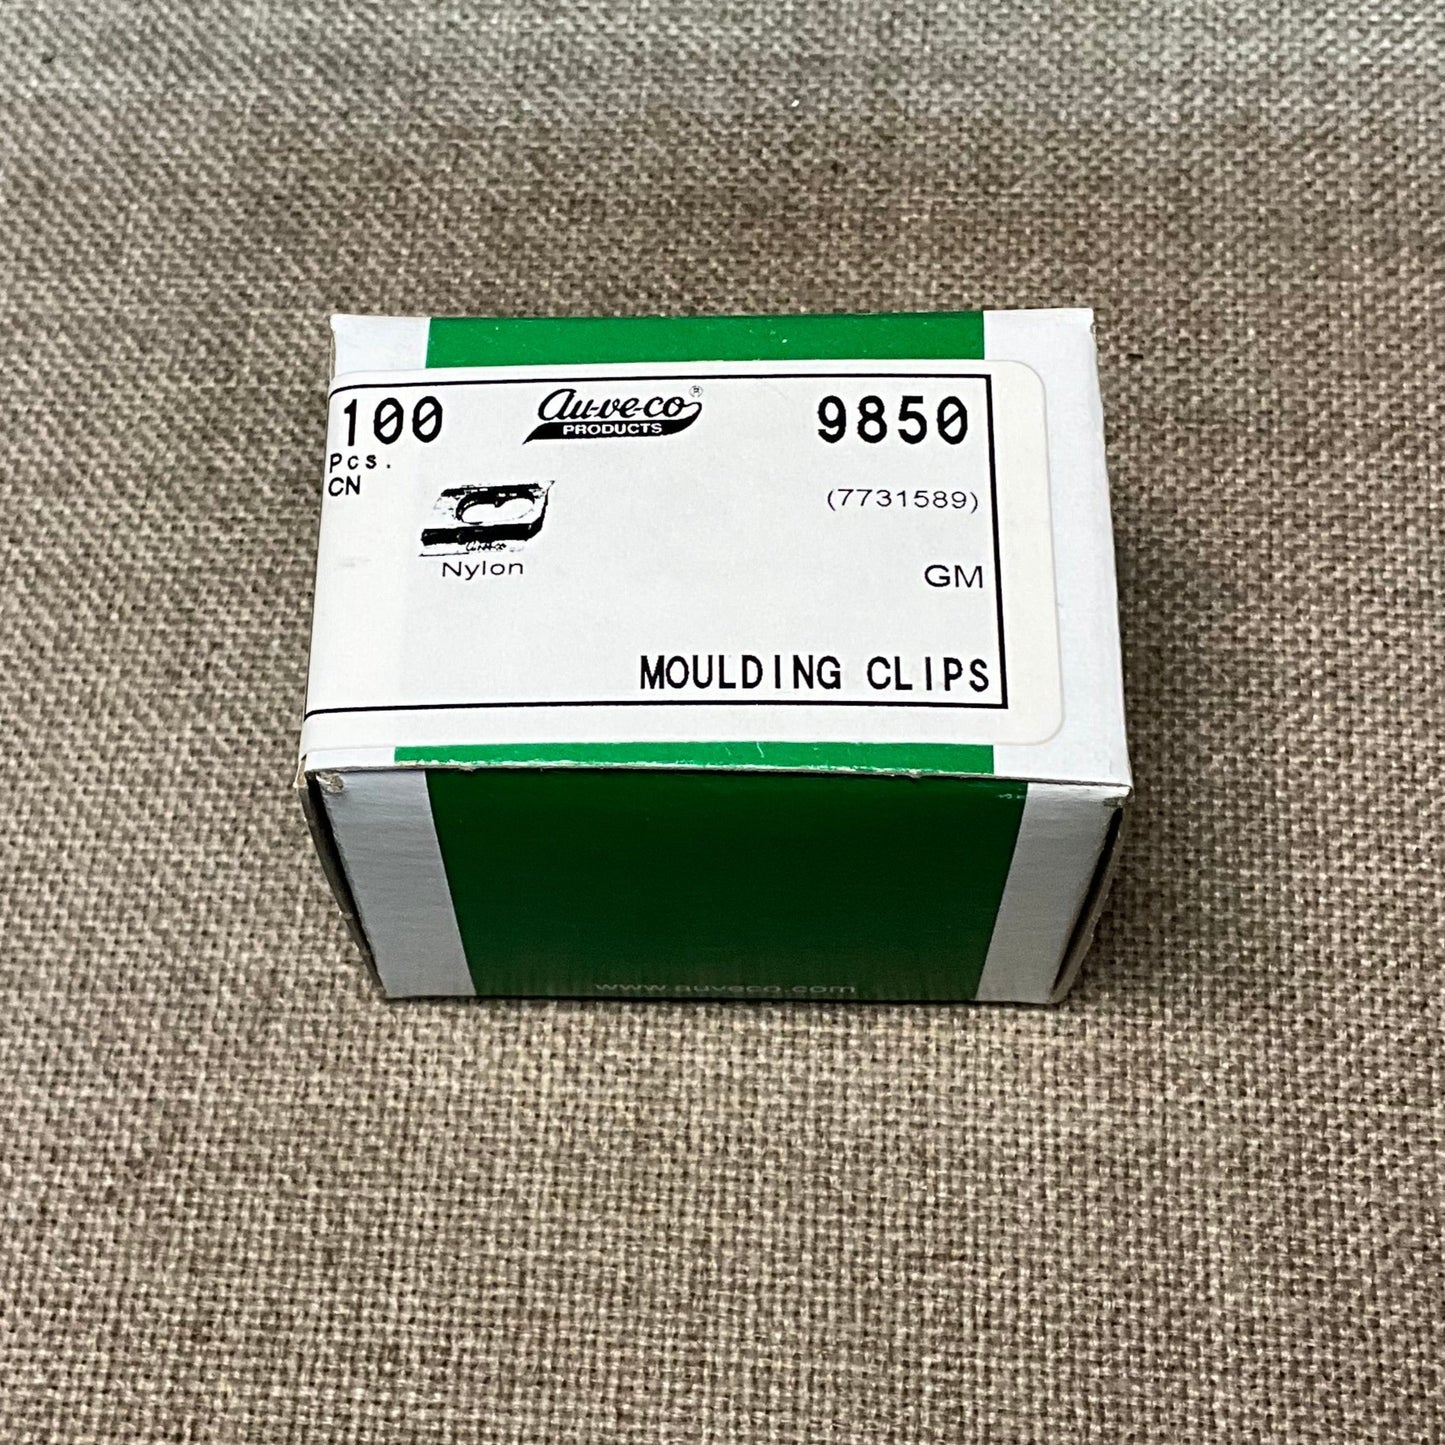 100
Pcs.
CN
au-ve-co®
PRODUCTS
9850
(7731589)
Nylon
GM
MOULDING CLIPS
www.auveco.com